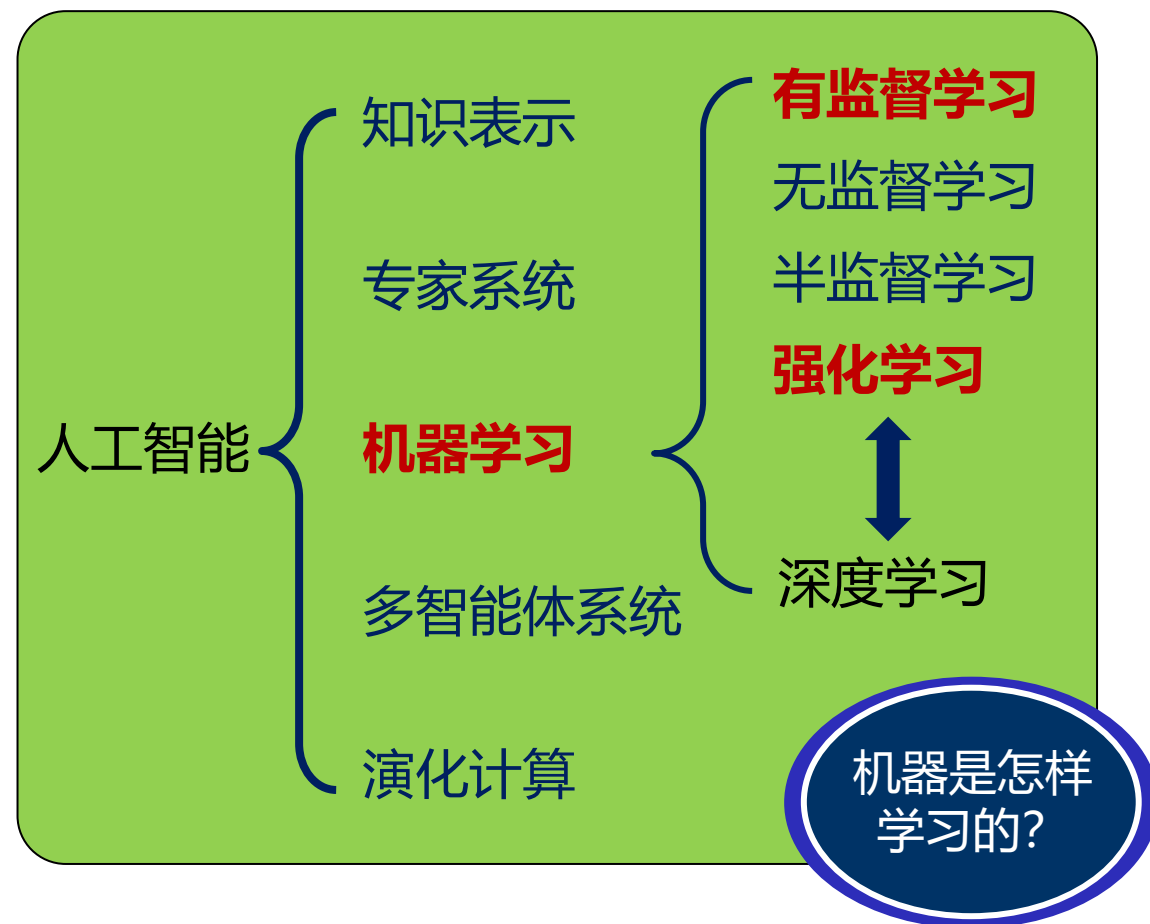 人工智能
知识表示
专家系统
机器学习
多智能体系统
演化计算
有监督学习
无监督学习
半监督学习
强化学习
深度学习
机器是怎样
学习的？